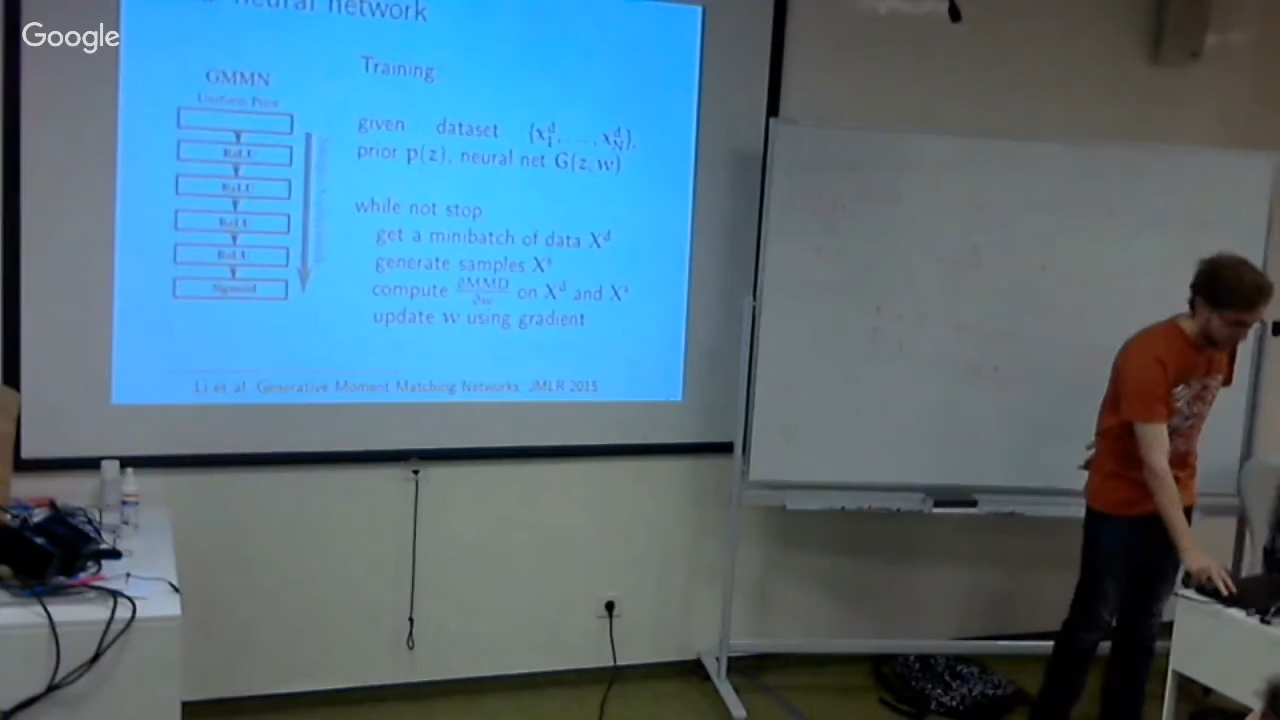 Google
neural network
GMMN
Uniform Prior
ReLU
ReLU
ReLU
ReLU
Sigmoid
Training:
given dataset {x₁ᵈ, . . . , x_Nᵈ},
prior p(z), neural net G(z, w)
while not stop
get a minibatch of data Xᵈ
generate samples Xˢ
compute ∂MMD/∂w on Xᵈ and Xˢ
update w using gradient
Li et al. Generative Moment Matching Networks. JMLR 2015